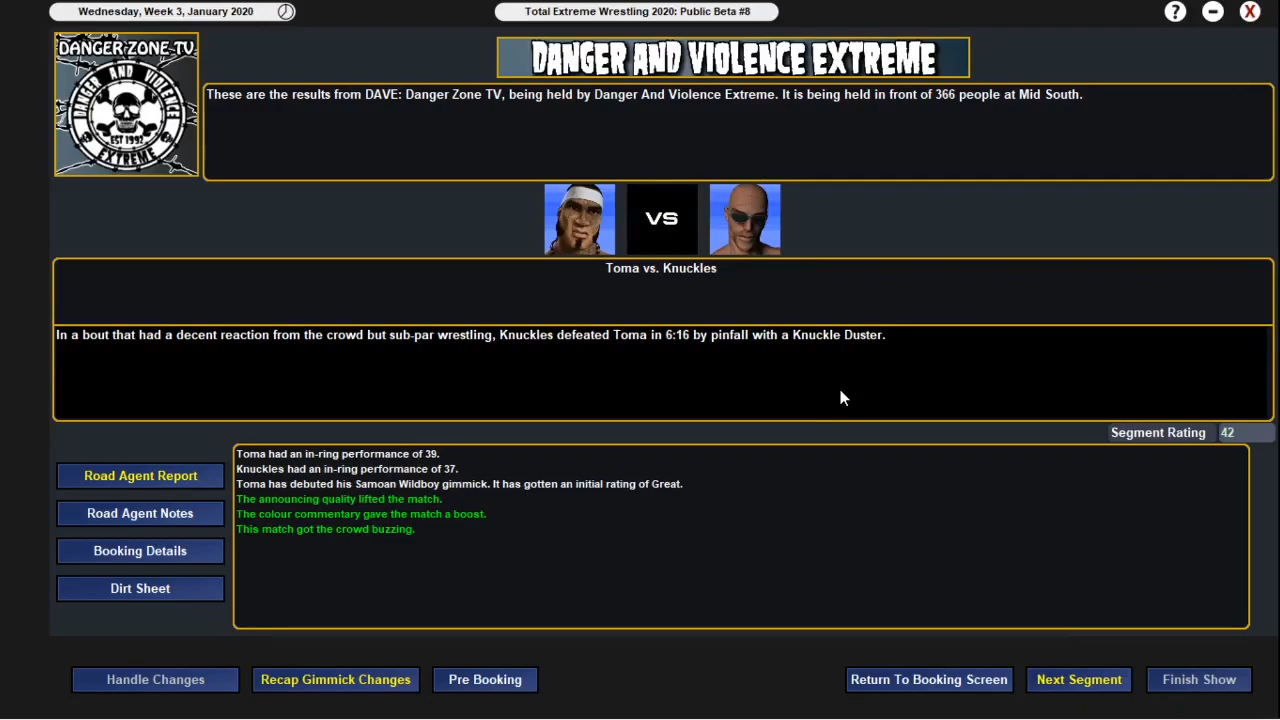 Wednesday, Week 3, January 2020
Total Extreme Wrestling 2020: Public Beta #8
?
X
DANGER ZONE TV
DANGER AND VIOLENCE
EST 1992
EXTREME
DANGER AND VIOLENCE EXTREME
These are the results from DAVE: Danger Zone TV, being held by Danger And Violence Extreme. It is being held in front of 366 people at Mid South.
VS
Toma vs. Knuckles
In a bout that had a decent reaction from the crowd but sub-par wrestling, Knuckles defeated Toma in 6:16 by pinfall with a Knuckle Duster.
Segment Rating 42
Road Agent Report
Road Agent Notes
Booking Details
Dirt Sheet
Toma had an in-ring performance of 39.
Knuckles had an in-ring performance of 37.
Toma has debuted his Samoan Wildboy gimmick. It has gotten an initial rating of Great.
The announcing quality lifted the match.
The colour commentary gave the match a boost.
This match got the crowd buzzing.
Handle Changes
Recap Gimmick Changes
Pre Booking
Return To Booking Screen
Next Segment
Finish Show